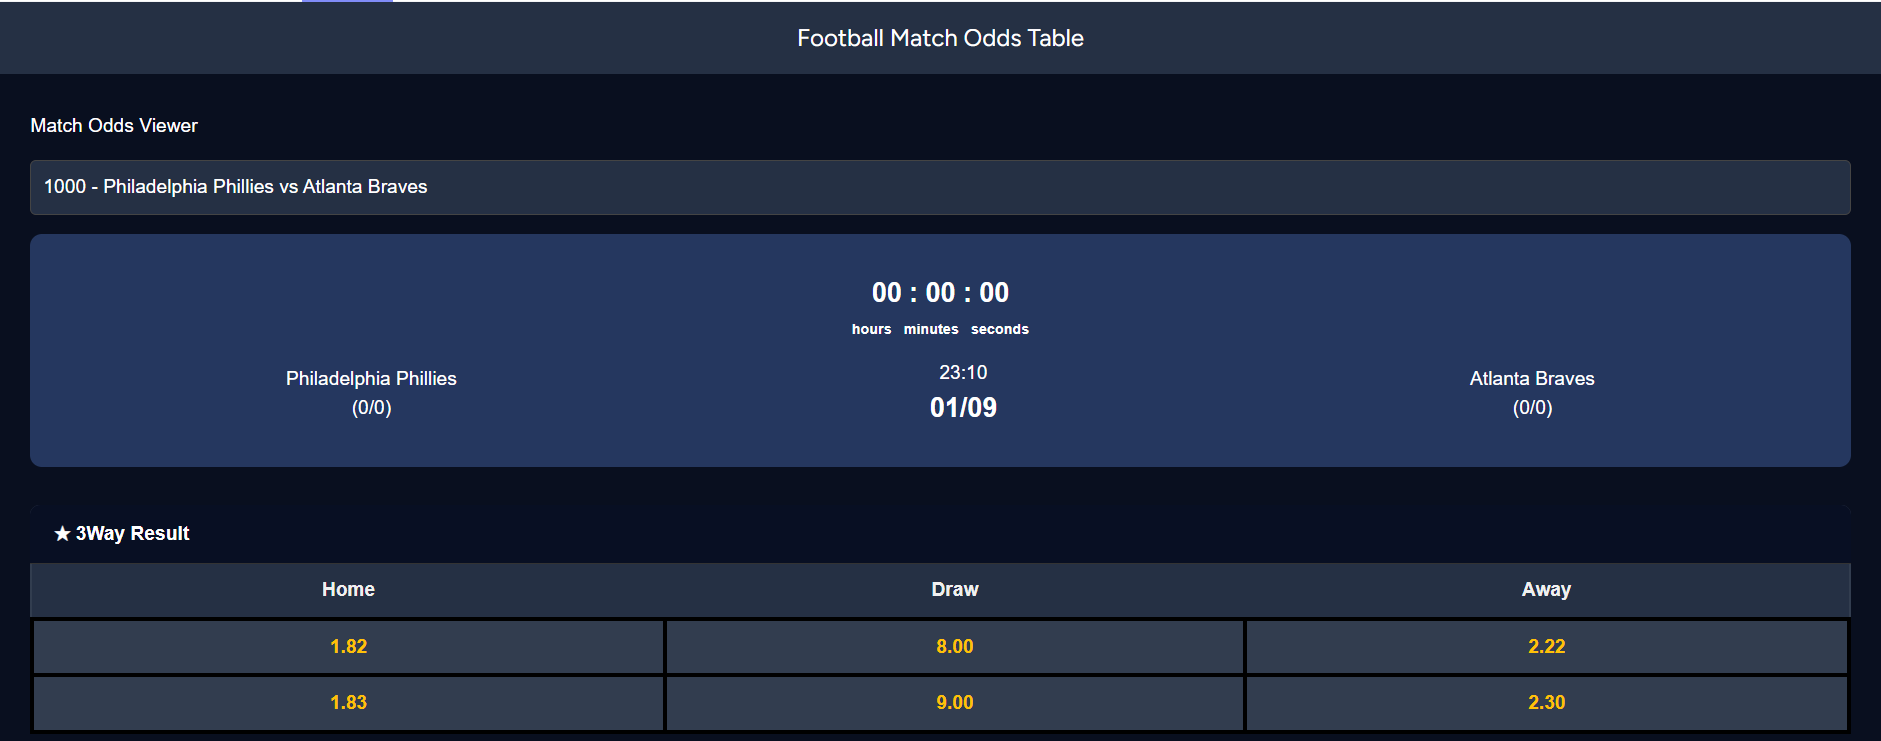 Football Match Odds Table
Match Odds Viewer
1000 - Philadelphia Phillies vs Atlanta Braves
00 : 00 : 00
hours minutes seconds
Philadelphia Phillies
(0/0)
23:10
01/09
Atlanta Braves
(0/0)
★ 3Way Result
Home Draw Away
1.82 8.00 2.22
1.83 9.00 2.30